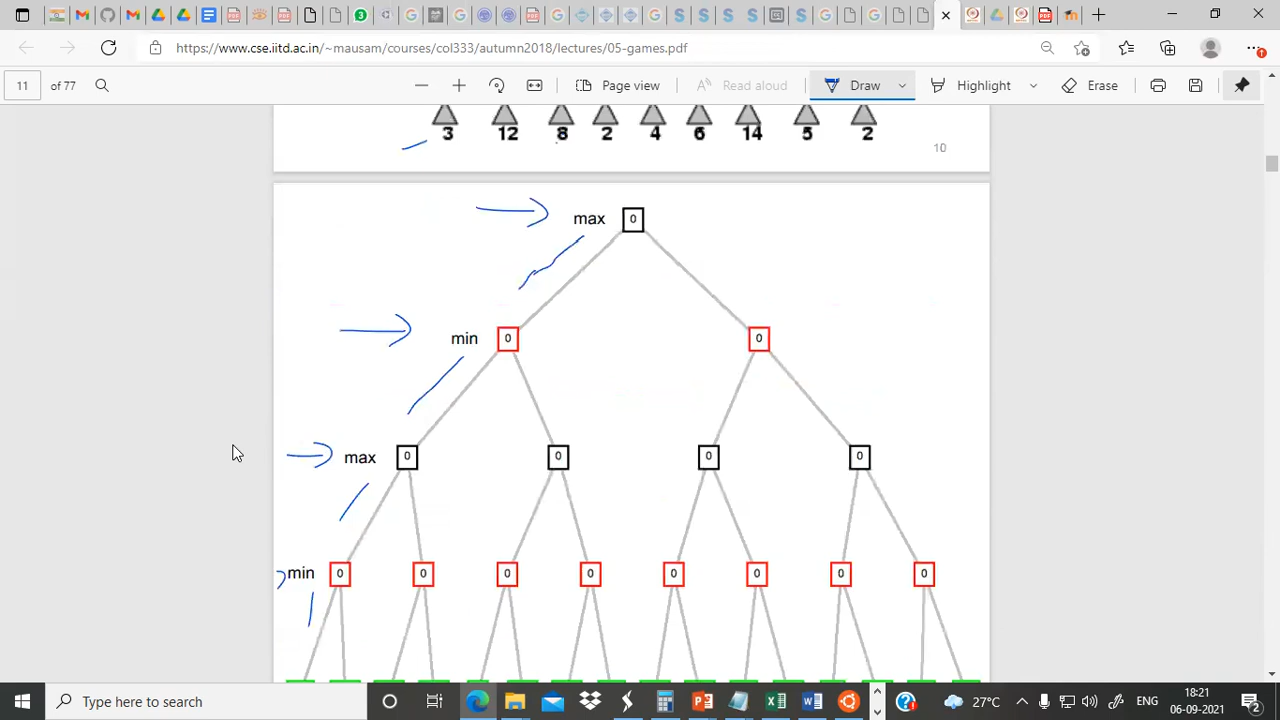 https://www.cse.iitd.ac.in/~mausam/courses/col333/autumn2018/lectures/05-games.pdf
11 of 77
Page view
Read aloud
Draw
Highlight
Erase
3 12 8 2 4 6 14 5 2
10
max 0
min 0 0
max 0 0 0 0
min 0 0 0 0 0 0 0 0
Type here to search
27°C
ENG
18:21
06-09-2021
2